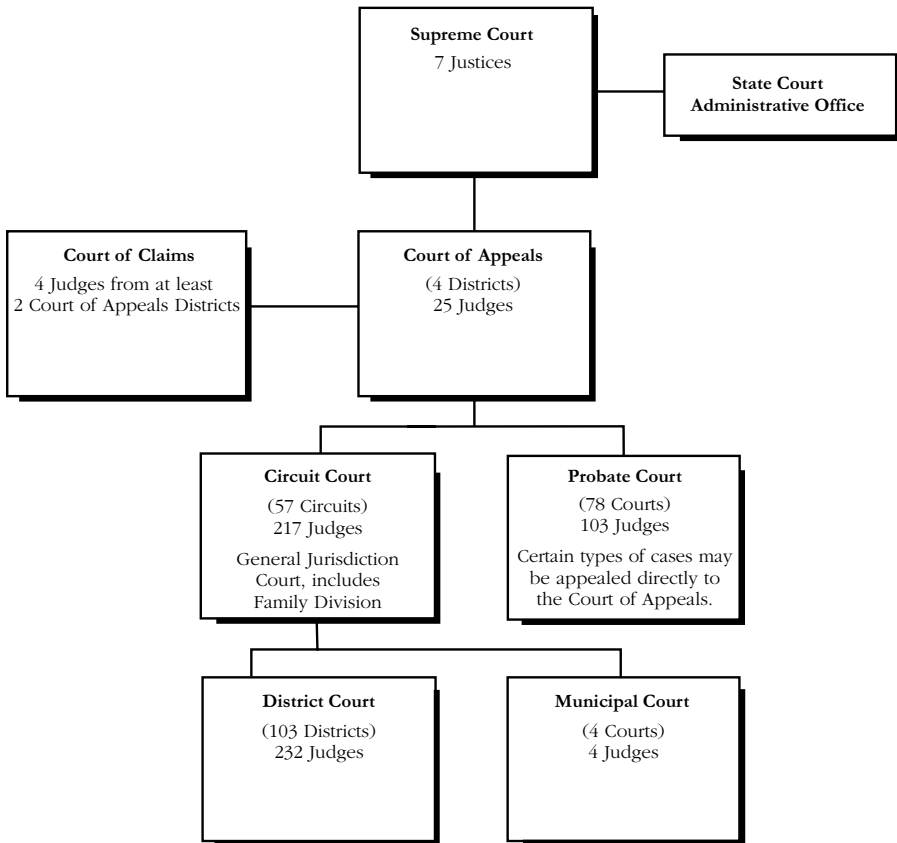 Supreme Court
7 Justices
State Court
Administrative Office
Court of Claims
4 Judges from at least
2 Court of Appeals Districts
Court of Appeals
(4 Districts)
25 Judges
Circuit Court
(57 Circuits)
217 Judges
General Jurisdiction
Court, includes
Family Division
Probate Court
(78 Courts)
103 Judges
Certain types of cases may
be appealed directly to
the Court of Appeals.
District Court
(103 Districts)
232 Judges
Municipal Court
(4 Courts)
4 Judges